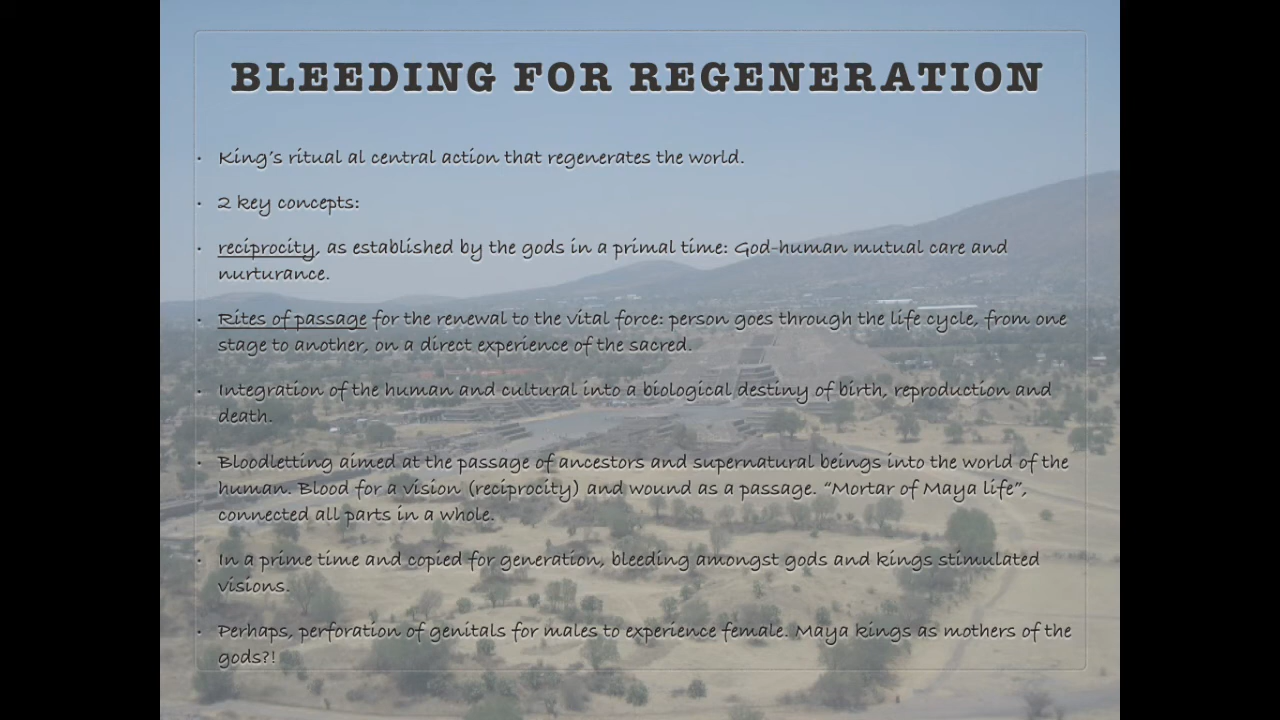 BLEEDING FOR REGENERATION
• King's ritual al central action that regenerates the world.
• 2 key concepts:
• reciprocity, as established by the gods in a primal time: God-human mutual care and
nurturance.
• Rites of passage for the renewal to the vital force: person goes through the life cycle, from one
stage to another, on a direct experience of the sacred.
• Integration of the human and cultural into a biological destiny of birth, reproduction and
death.
• Bloodletting aimed at the passage of ancestors and supernatural beings into the world of the
human. Blood for a vision (reciprocity) and wound as a passage. “Mortar of Maya life”,
connected all parts in a whole.
• In a prime time and copied for generation, bleeding amongst gods and kings stimulated
visions.
• Perhaps, perforation of genitals for males to experience female. Maya kings as mothers of the
gods?!